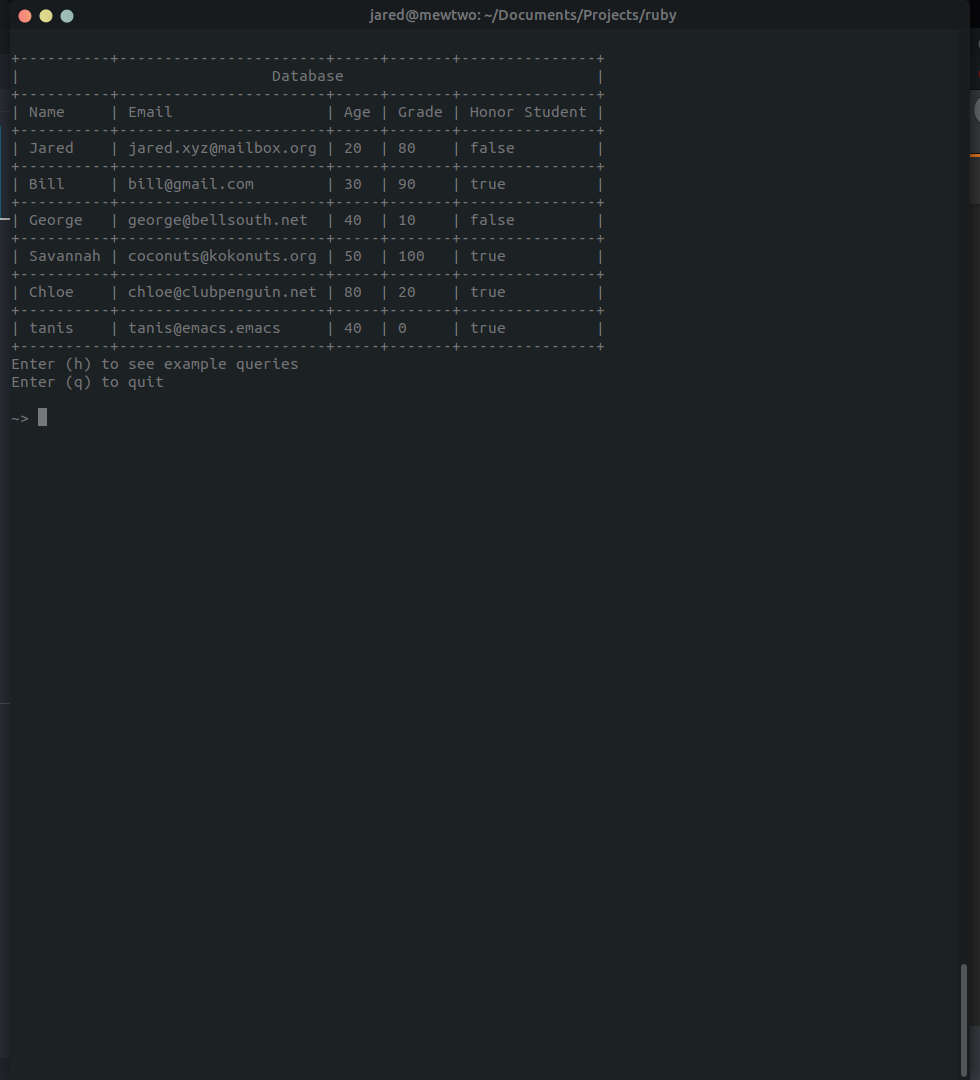 jared@mewtwo: ~/Documents/Projects/ruby
+----------+-----------------------+-----+-------+---------------+
|                            Database                            |
+----------+-----------------------+-----+-------+---------------+
| Name     | Email                 | Age | Grade | Honor Student |
+----------+-----------------------+-----+-------+---------------+
| Jared    | jared.xyz@mailbox.org | 20  | 80    | false         |
+----------+-----------------------+-----+-------+---------------+
| Bill     | bill@gmail.com        | 30  | 90    | true          |
+----------+-----------------------+-----+-------+---------------+
| George   | george@bellsouth.net  | 40  | 10    | false         |
+----------+-----------------------+-----+-------+---------------+
| Savannah | coconuts@kokonuts.org | 50  | 100   | true          |
+----------+-----------------------+-----+-------+---------------+
| Chloe    | chloe@clubpenguin.net | 80  | 20    | true          |
+----------+-----------------------+-----+-------+---------------+
| tanis    | tanis@emacs.emacs     | 40  | 0     | true          |
+----------+-----------------------+-----+-------+---------------+
Enter (h) to see example queries
Enter (q) to quit
~>